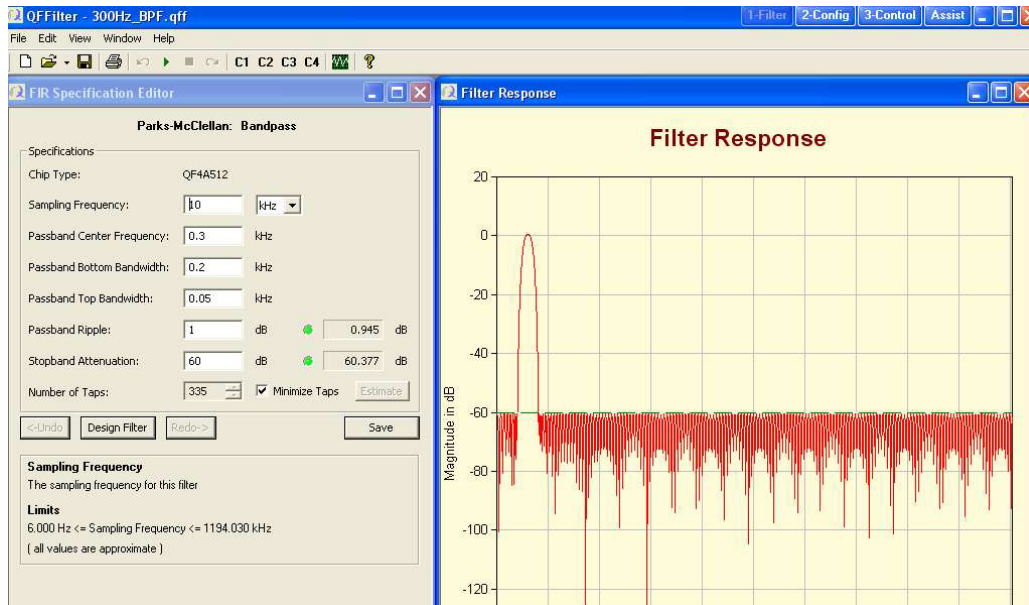 QFFilter - 300Hz_BPF.qff
1-Filter 2-Config 3-Control Assist
File Edit View Window Help
C1 C2 C3 C4
FIR Specification Editor
Parks-McClellan: Bandpass
Specifications
Chip Type: QF4A512
Sampling Frequency: 10 kHz
Passband Center Frequency: 0.3 kHz
Passband Bottom Bandwidth: 0.2 kHz
Passband Top Bandwidth: 0.05 kHz
Passband Ripple: 1 dB 0.945 dB
Stopband Attenuation: 60 dB 60.377 dB
Number of Taps: 335 Minimize Taps Estimate
<-Undo Design Filter Redo-> Save
Sampling Frequency
The sampling frequency for this filter
Limits
6.000 Hz <= Sampling Frequency <= 1194.030 kHz
( all values are approximate )
Filter Response
Filter Response
Magnitude in dB
20
0
-20
-40
-60
-80
-100
-120